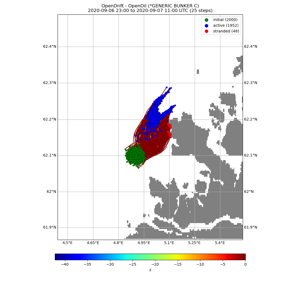 OpenDrift - OpenOil (*GENERIC BUNKER C)
2020-09-06 23:00 to 2020-09-07 11:00 UTC (25 steps)
initial (2000)
active (1952)
stranded (48)
62.4°N 62.4°N
62.3°N 62.3°N
62.2°N 62.2°N
62.1°N 62.1°N
62°N 62°N
61.9°N 61.9°N
4.5°E 4.65°E 4.8°E 4.95°E 5.1°E 5.25°E 5.4°E
−40 −35 −30 −25 −20 −15 −10 −5 0